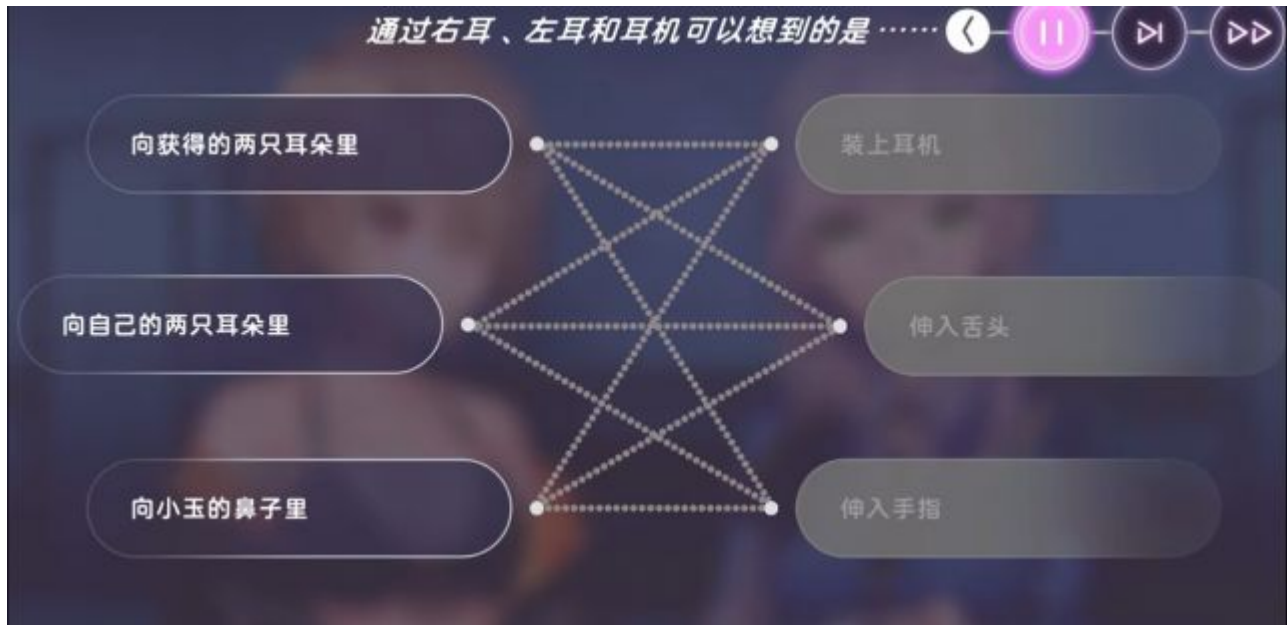 通过右耳、左耳和耳机可以想到的是……
向获得的两只耳朵里
装上耳机
向自己的两只耳朵里
伸入舌头
向小玉的鼻子里
伸入手指